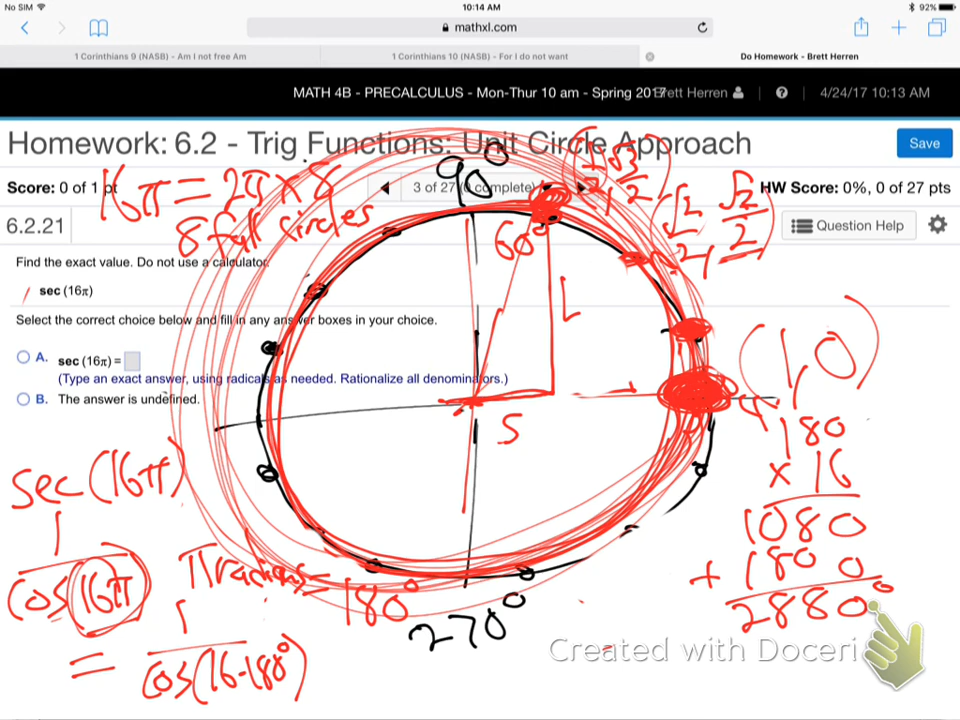 No SIM
10:14 AM
92%
mathxl.com
1 Corinthians 9 (NASB) - Am I not free Am
1 Corinthians 10 (NASB) - For I do not want
Do Homework - Brett Herren
MATH 4B - PRECALCULUS - Mon-Thur 10 am - Spring 2017
Brett Herren
4/24/17 10:13 AM
Homework: 6.2 - Trig Functions: Unit Circle Approach
Save
Score: 0 of 1 pt
3 of 27 (0 complete)
HW Score: 0%, 0 of 27 pts
6.2.21
Question Help
16π = 2π x 8
8 full circles
90°
60°
Find the exact value. Do not use a calculator.
sec (16π)
Select the correct choice below and fill in any answer boxes in your choice.
A. sec (16π) =
(Type an exact answer, using radicals as needed. Rationalize all denominators.)
B. The answer is undefined.
L
S
(1,0)
sec(16π)
1
cos(16π)
π radians = 180°
1
= cos(16·180°)
270°
180
x 16
1080
+ 1800
2880°
Created with Doceri